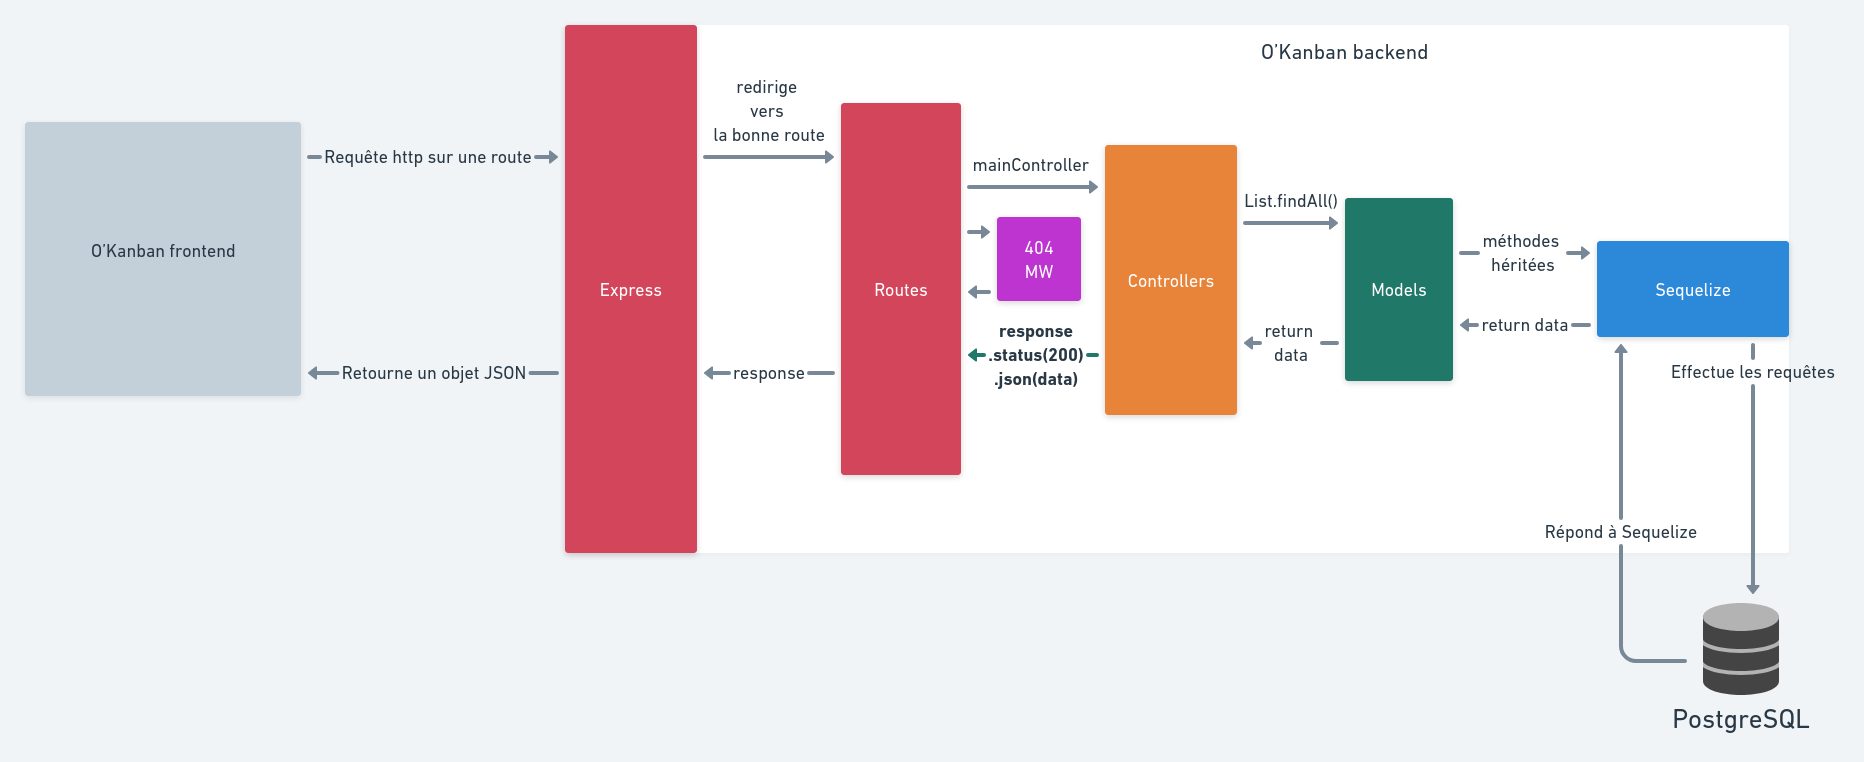 O’Kanban backend
redirige
vers
la bonne route
Requête http sur une route
mainController
List.findAll()
méthodes
héritées
O’Kanban frontend
Express
Routes
404
MW
Controllers
Models
Sequelize
response
.status(200)
.json(data)
return
data
return data
Retourne un objet JSON
response
Effectue les requêtes
Répond à Sequelize
PostgreSQL